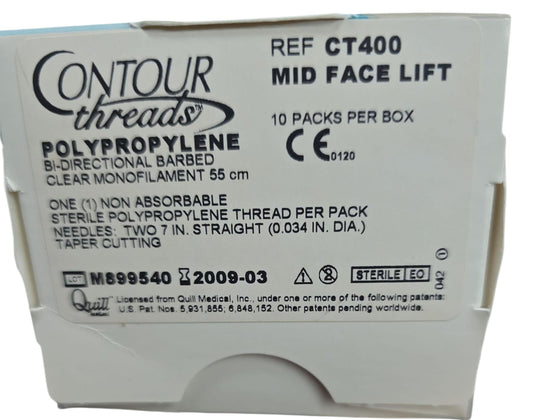 CONTOUR
threads™
POLYPROPYLENE
BI-DIRECTIONAL BARBED
CLEAR MONOFILAMENT 55 cm
REF CT400
MID FACE LIFT
10 PACKS PER BOX
CE 0120
ONE (1) NON ABSORBABLE
STERILE POLYPROPYLENE THREAD PER PACK
NEEDLES: TWO 7 IN. STRAIGHT (0.034 IN. DIA.)
TAPER CUTTING
LOT M899540 2009-03
STERILE EO
042 ①
Quill
Licensed from Quill Medical, Inc., under one or more of the following patents:
U.S. Pat. Nos. 5,931,855; 6,848,152. Other patents pending worldwide.